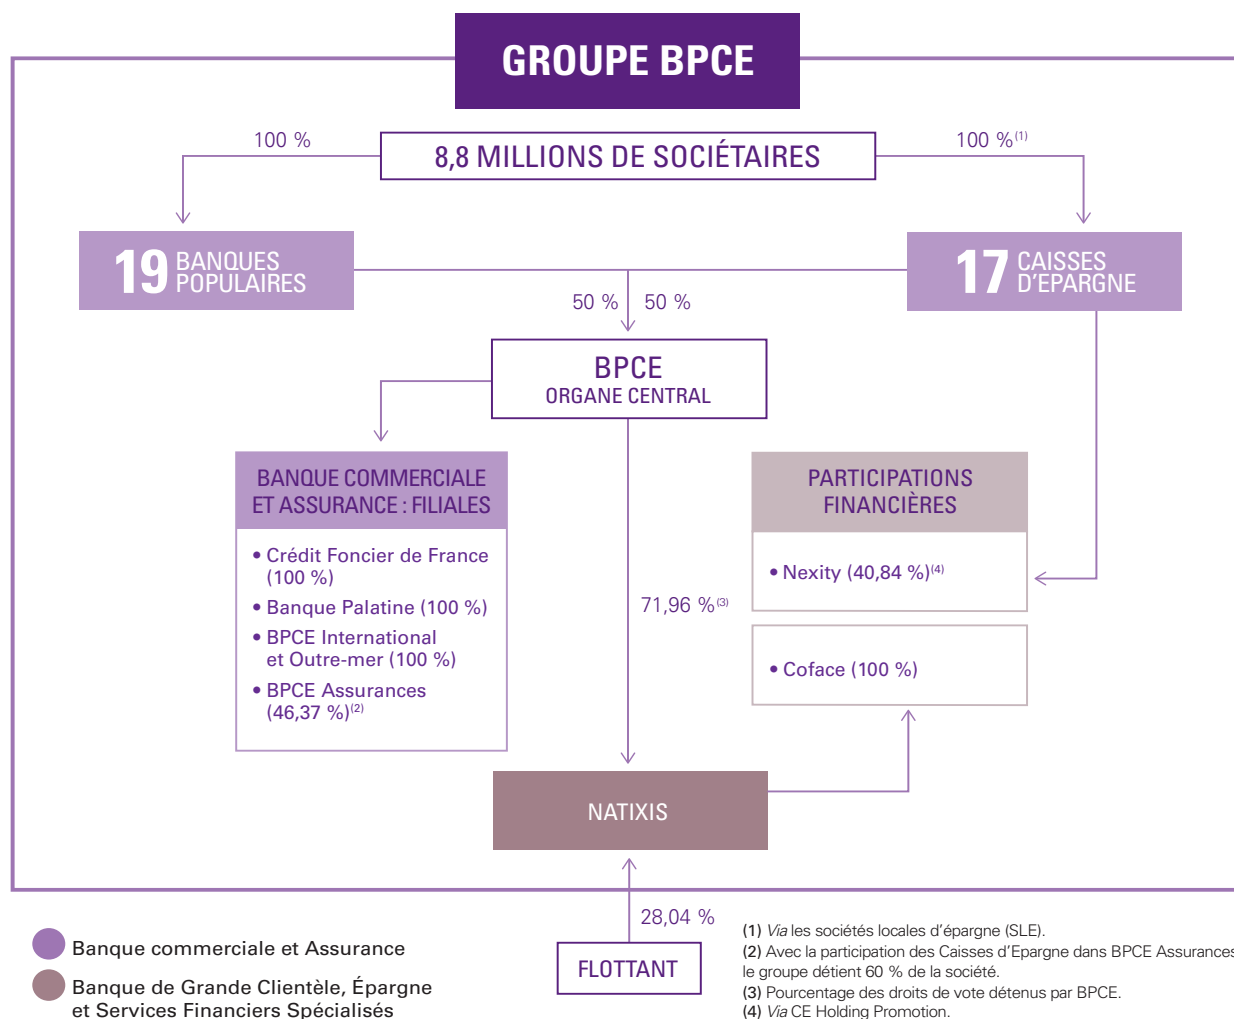 GROUPE BPCE
100 %
8,8 MILLIONS DE SOCIÉTAIRES
100 %(1)
19 BANQUES
POPULAIRES
17 CAISSES
D'EPARGNE
50 %
50 %
BPCE
ORGANE CENTRAL
BANQUE COMMERCIALE
ET ASSURANCE : FILIALES
• Crédit Foncier de France
(100 %)
• Banque Palatine (100 %)
• BPCE International
et Outre-mer (100 %)
• BPCE Assurances
(46,37 %)(2)
71,96 %(3)
PARTICIPATIONS
FINANCIÈRES
• Nexity (40,84 %)(4)
• Coface (100 %)
NATIXIS
28,04 %
FLOTTANT
Banque commerciale et Assurance
Banque de Grande Clientèle, Épargne
et Services Financiers Spécialisés
(1) Via les sociétés locales d'épargne (SLE).
(2) Avec la participation des Caisses d'Epargne dans BPCE Assurances
le groupe détient 60 % de la société.
(3) Pourcentage des droits de vote détenus par BPCE.
(4) Via CE Holding Promotion.